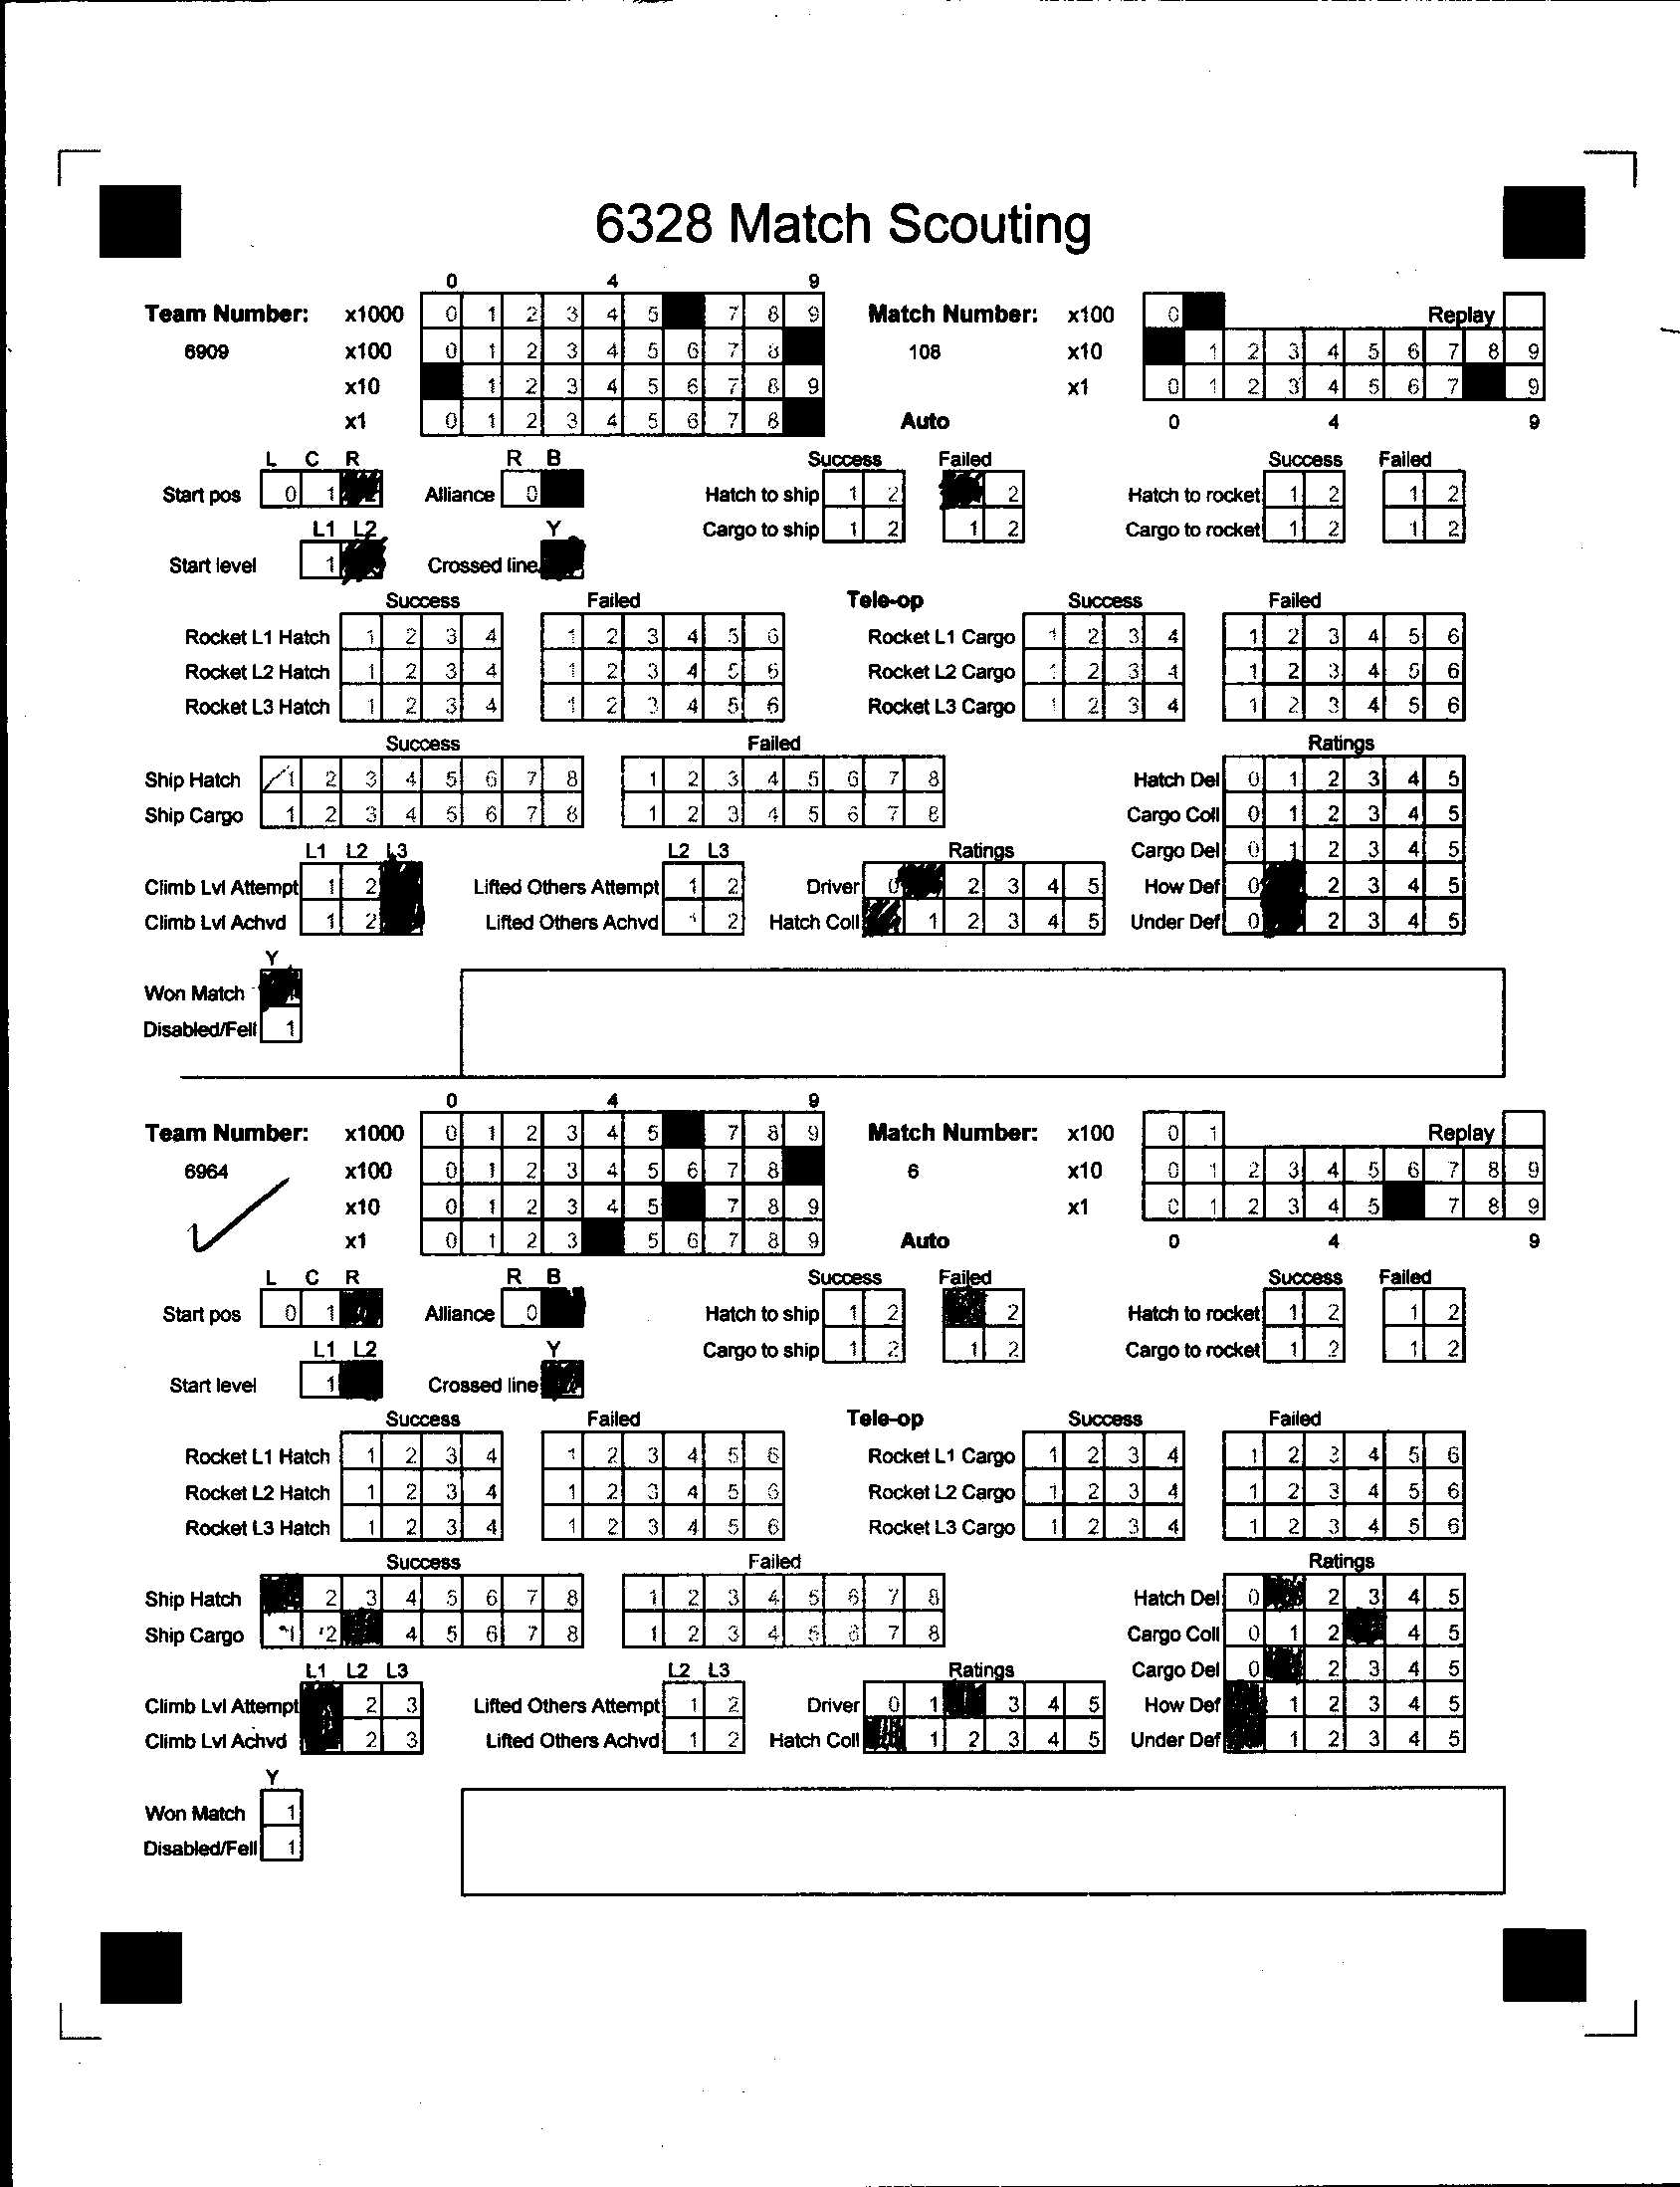 6328 Match Scouting
0 4 9
Team Number: x1000 0 1 2 3 4 5 7 8 9 Match Number: x100 0 Replay
6909 x100 0 1 2 3 4 5 6 7 8 108 x10 1 2 3 4 5 6 7 8 9
x10 1 2 3 4 5 6 7 8 9 x1 0 1 2 3 4 5 6 7 9
x1 0 1 2 3 4 5 6 7 8 Auto 0 4 9
L C R R B Success Failed Success Failed
Start pos 0 1 Alliance 0 Hatch to ship 1 2 2 Hatch to rocket 1 2 1 2
L1 L2 Y Cargo to ship 1 2 1 2 Cargo to rocket 1 2 1 2
Start level 1 Crossed line
Success Failed Tele-op Success Failed
Rocket L1 Hatch 1 2 3 4 1 2 3 4 5 6 Rocket L1 Cargo 1 2 3 4 1 2 3 4 5 6
Rocket L2 Hatch 1 2 3 4 1 2 3 4 5 6 Rocket L2 Cargo 1 2 3 4 1 2 3 4 5 6
Rocket L3 Hatch 1 2 3 4 1 2 3 4 5 6 Rocket L3 Cargo 1 2 3 4 1 2 3 4 5 6
Success Failed Ratings
Ship Hatch 1 2 3 4 5 6 7 8 1 2 3 4 5 6 7 8 Hatch Del 0 1 2 3 4 5
Ship Cargo 1 2 3 4 5 6 7 8 1 2 3 4 5 6 7 8 Cargo Coll 0 1 2 3 4 5
L1 L2 L3 L2 L3 Ratings Cargo Del 0 1 2 3 4 5
Climb Lvl Attempt 1 2 Lifted Others Attempt 1 2 Driver 0 2 3 4 5 How Def 0 2 3 4 5
Climb Lvl Achvd 1 2 Lifted Others Achvd 1 2 Hatch Coll 1 2 3 4 5 Under Def 0 2 3 4 5
Y
Won Match
Disabled/Fell 1
0 4 9
Team Number: x1000 0 1 2 3 4 5 7 8 9 Match Number: x100 0 1 Replay
6964 x100 0 1 2 3 4 5 6 7 8 6 x10 0 1 2 3 4 5 6 7 8 9
x10 0 1 2 3 4 5 7 8 9 x1 0 1 2 3 4 5 7 8 9
x1 0 1 2 3 5 6 7 8 9 Auto 0 4 9
L C R R B Success Failed Success Failed
Start pos 0 1 Alliance 0 Hatch to ship 1 2 2 Hatch to rocket 1 2 1 2
L1 L2 Y Cargo to ship 1 2 1 2 Cargo to rocket 1 2 1 2
Start level 1 Crossed line
Success Failed Tele-op Success Failed
Rocket L1 Hatch 1 2 3 4 1 2 3 4 5 6 Rocket L1 Cargo 1 2 3 4 1 2 3 4 5 6
Rocket L2 Hatch 1 2 3 4 1 2 3 4 5 6 Rocket L2 Cargo 1 2 3 4 1 2 3 4 5 6
Rocket L3 Hatch 1 2 3 4 1 2 3 4 5 6 Rocket L3 Cargo 1 2 3 4 1 2 3 4 5 6
Success Failed Ratings
Ship Hatch 2 3 4 5 6 7 8 1 2 3 4 5 6 7 8 Hatch Del 0 2 3 4 5
Ship Cargo 1 2 4 5 6 7 8 1 2 3 4 5 6 7 8 Cargo Coll 0 1 2 4 5
L1 L2 L3 L2 L3 Ratings Cargo Del 0 2 3 4 5
Climb Lvl Attempt 2 3 Lifted Others Attempt 1 2 Driver 0 1 3 4 5 How Def 1 2 3 4 5
Climb Lvl Achvd 2 3 Lifted Others Achvd 1 2 Hatch Coll 1 2 3 4 5 Under Def 1 2 3 4 5
Y
Won Match 1
Disabled/Fell 1